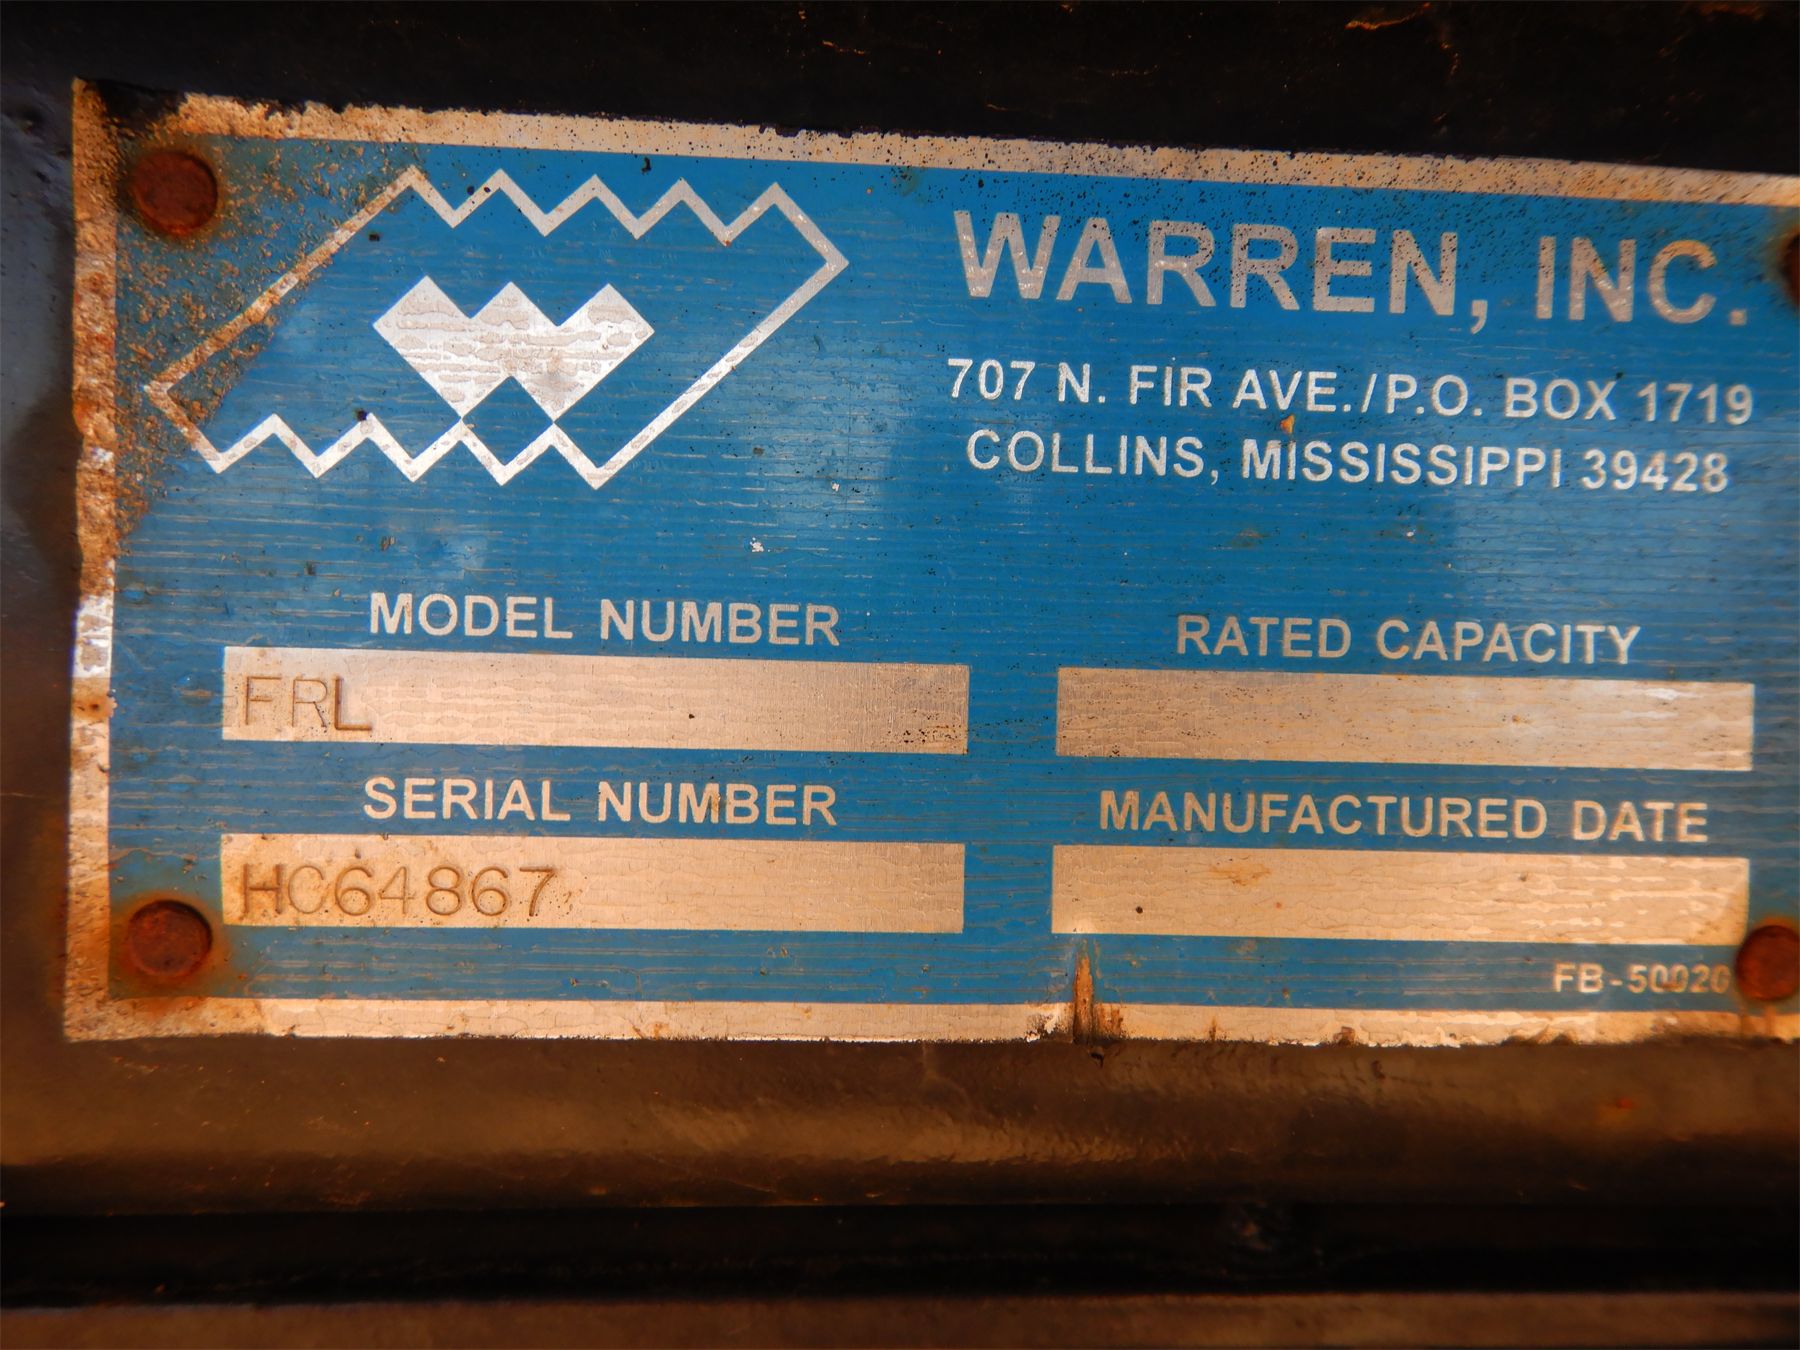 WARREN, INC.
707 N. FIR AVE./P.O. BOX 1719
COLLINS, MISSISSIPPI 39428
MODEL NUMBER
FRL
RATED CAPACITY
SERIAL NUMBER
HC64867
MANUFACTURED DATE
FB-50020